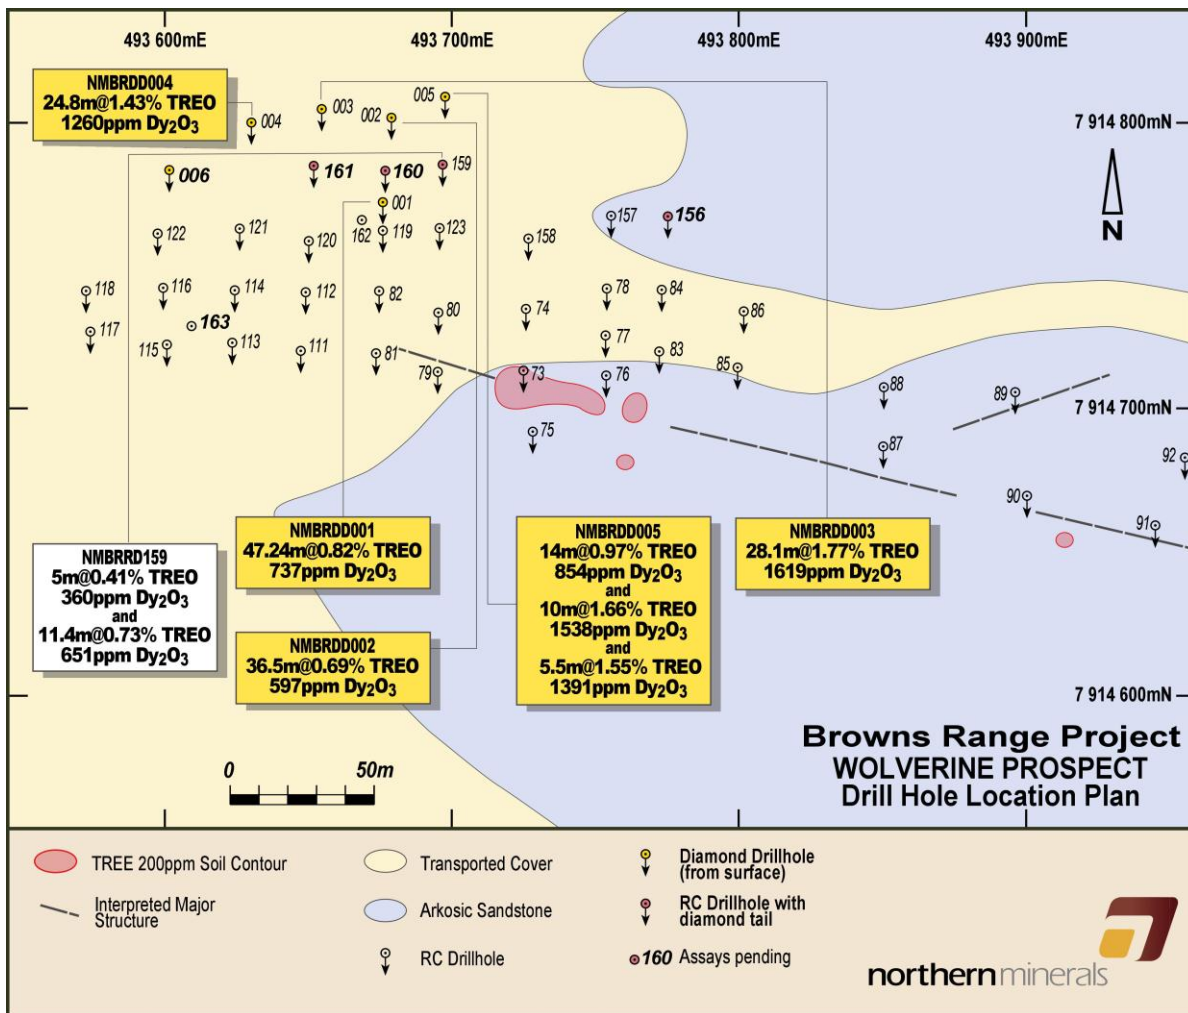 493 600mE
493 700mE
493 800mE
493 900mE
NMBRDD004
24.8m@1.43% TREO
1260ppm Dy₂O₃
004
003
002
005
7 914 800mN
006
161
160
159
001
162
119
123
157
156
N
122
121
120
158
118
116
114
112
82
80
74
78
84
86
117
163
115
113
111
81
79
73
77
83
76
85
88
89
7 914 700mN
75
87
92
90
91
NMBRRD159
5m@0.41% TREO
360ppm Dy₂O₃
and
11.4m@0.73% TREO
651ppm Dy₂O₃
NMBRDD001
47.24m@0.82% TREO
737ppm Dy₂O₃
NMBRDD002
36.5m@0.69% TREO
597ppm Dy₂O₃
NMBRDD005
14m@0.97% TREO
854ppm Dy₂O₃
and
10m@1.66% TREO
1538ppm Dy₂O₃
and
5.5m@1.55% TREO
1391ppm Dy₂O₃
NMBRDD003
28.1m@1.77% TREO
1619ppm Dy₂O₃
7 914 600mN
0 50m
Browns Range Project
WOLVERINE PROSPECT
Drill Hole Location Plan
TREE 200ppm Soil Contour
Interpreted Major
Structure
Transported Cover
Arkosic Sandstone
RC Drillhole
Diamond Drillhole
(from surface)
RC Drillhole with
diamond tail
160 Assays pending
northernminerals